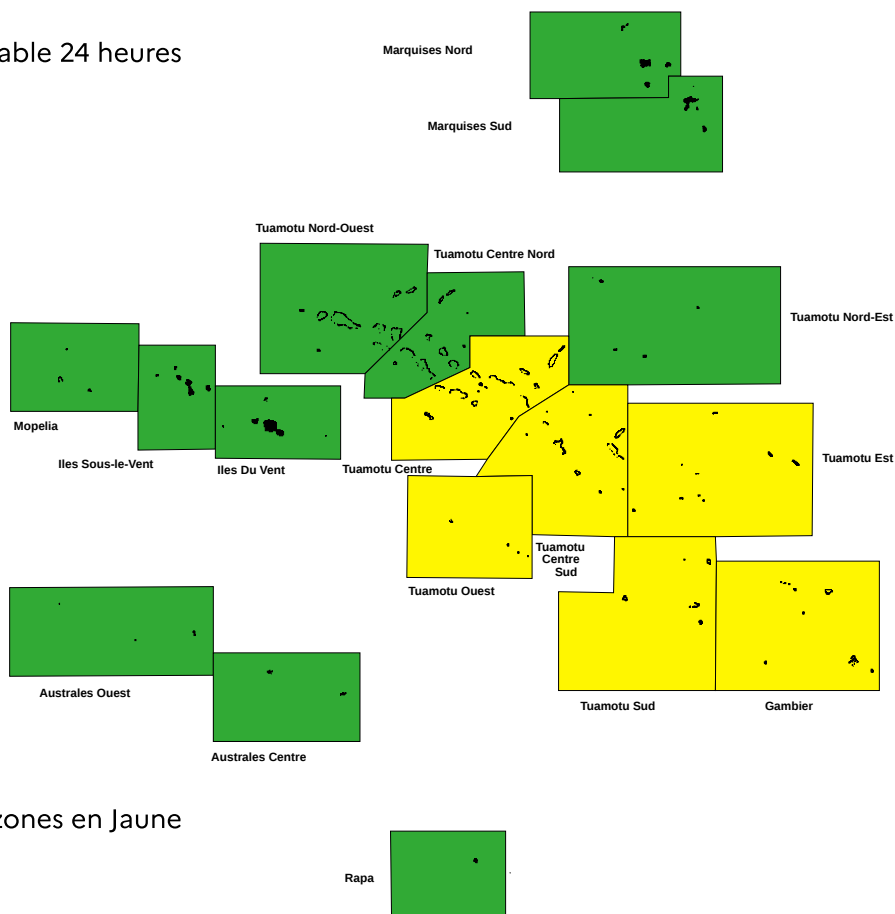 able 24 heures
Marquises Nord
Marquises Sud
Tuamotu Nord-Ouest
Tuamotu Centre Nord
Tuamotu Nord-Est
Mopelia
Iles Sous-le-Vent
Iles Du Vent
Tuamotu Centre
Tuamotu Est
Tuamotu
Centre
Sud
Tuamotu Ouest
Australes Ouest
Tuamotu Sud
Gambier
Australes Centre
zones en Jaune
Rapa